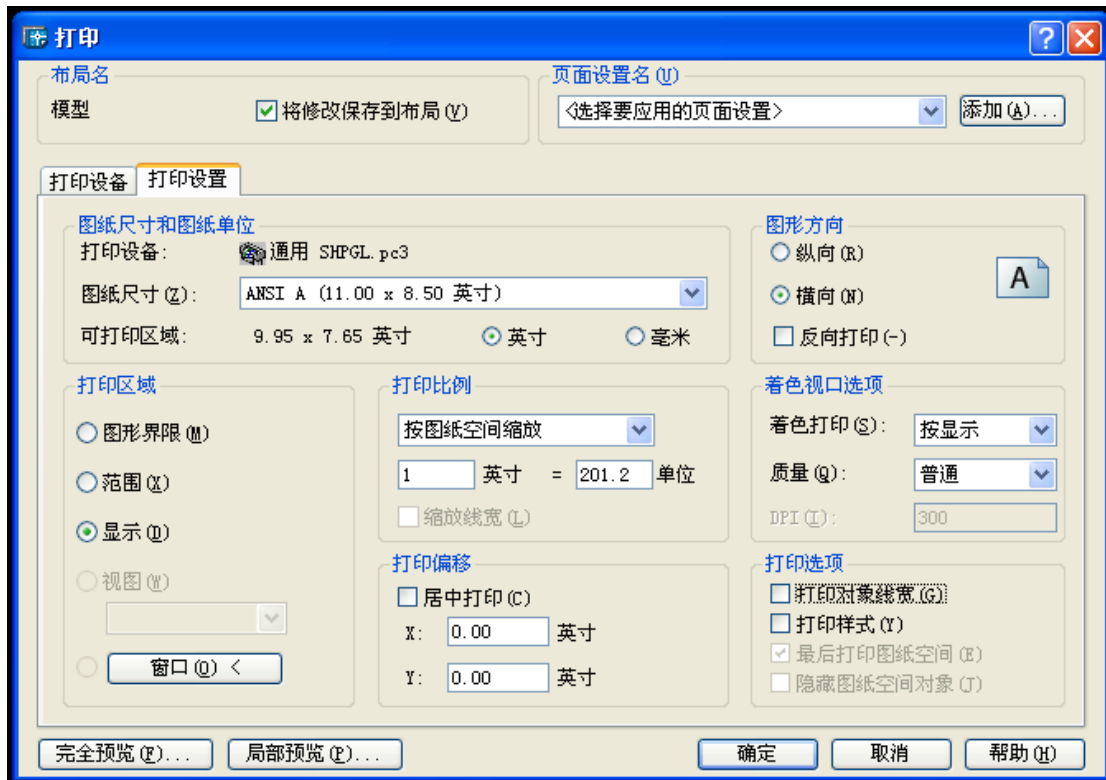 打印
布局名
模型
将修改保存到布局(V)
页面设置名(U)
<选择要应用的页面设置>
添加(A)...
打印设备
打印设置
图纸尺寸和图纸单位
打印设备:
通用 SHPGL.pc3
图纸尺寸(Z):
ANSI A (11.00 x 8.50 英寸)
可打印区域:
9.95 x 7.65 英寸
英寸
毫米
图形方向
纵向(R)
横向(N)
反向打印(-)
A
打印区域
图形界限(M)
范围(X)
显示(D)
视图(W)
窗口(O) <
打印比例
按图纸空间缩放
1 英寸 = 201.2 单位
缩放线宽(L)
打印偏移
居中打印(C)
X: 0.00 英寸
Y: 0.00 英寸
着色视口选项
着色打印(S): 按显示
质量(Q): 普通
DPI(I): 300
打印选项
打印对象线宽(G)
打印样式(Y)
最后打印图纸空间(E)
隐藏图纸空间对象(J)
完全预览(F)...
局部预览(P)...
确定
取消
帮助(H)